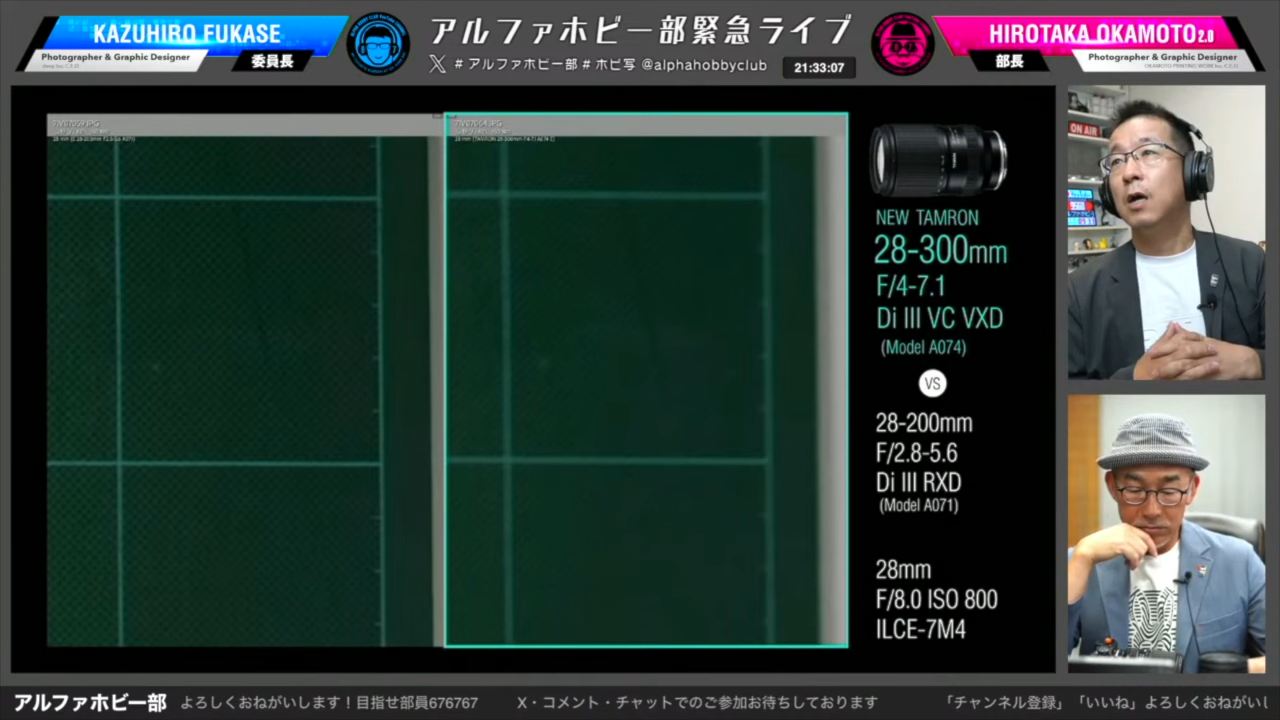 KAZUHIRO FUKASE
Photographer & Graphic Designer
委員長
アルファホビー部緊急ライブ
X #アルファホビー部 #ホビ写 @alphahobbyclub
21:33:07
HIROTAKA OKAMOTO2.0
部長
Photographer & Graphic Designer
ON AIR
TAMRON
NEW TAMRON
28-300mm
F/4-7.1
Di III VC VXD
(Model A074)
VS
28-200mm
F/2.8-5.6
Di III RXD
(Model A071)
28mm
F/8.0 ISO 800
ILCE-7M4
アルファホビー部 よろしくおねがいします！目指せ部員676767 X・コメント・チャットでのご参加お待ちしております 「チャンネル登録」「いいね」よろしくおねがいし